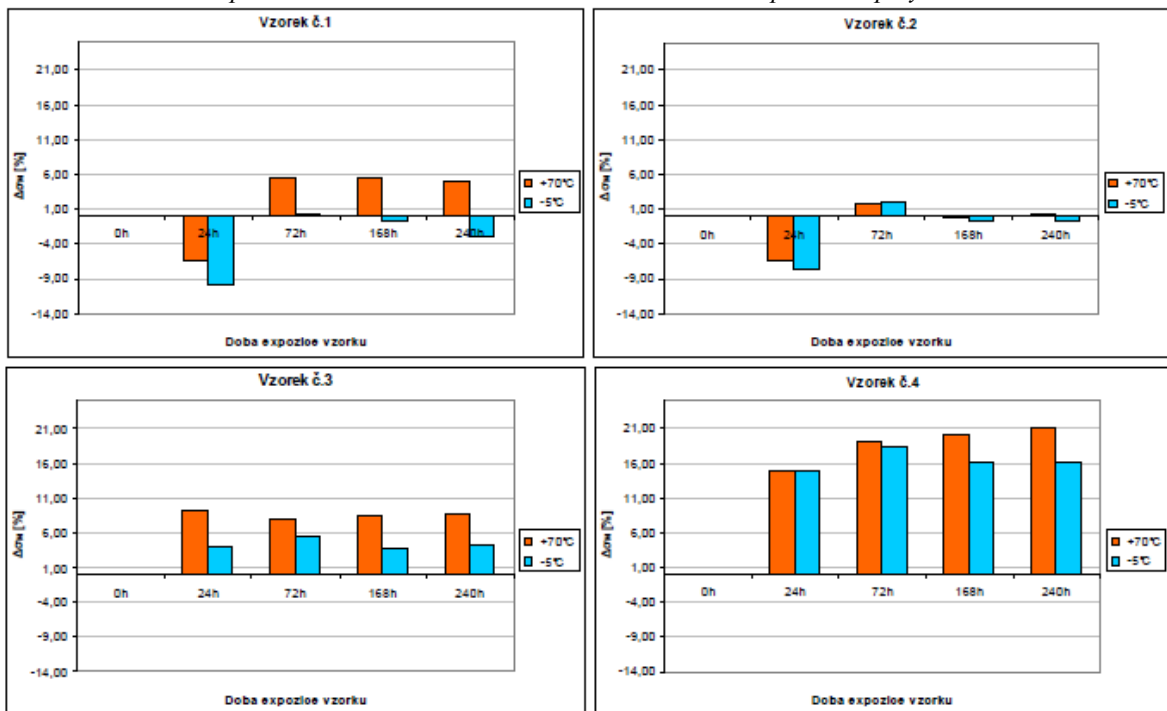 Vzorek č.1
21,00
16,00
11,00
6,00
1,00
-4,00
-9,00
-14,00
Δσм [%]
0h 24h 72h 168h 240h
Doba expozice vzorku
+70°C
-5°C
Vzorek č.2
21,00
16,00
11,00
6,00
1,00
-4,00
-9,00
-14,00
Δσм [%]
0h 24h 72h 168h 240h
Doba expozice vzorku
+70°C
-5°C
Vzorek č.3
21,00
16,00
11,00
6,00
1,00
-4,00
-9,00
-14,00
Δσм [%]
0h 24h 72h 168h 240h
Doba expozice vzorku
+70°C
-5°C
Vzorek č.4
21,00
16,00
11,00
6,00
1,00
-4,00
-9,00
-14,00
Δσм [%]
0h 24h 72h 168h 240h
Doba expozice vzorku
+70°C
-5°C